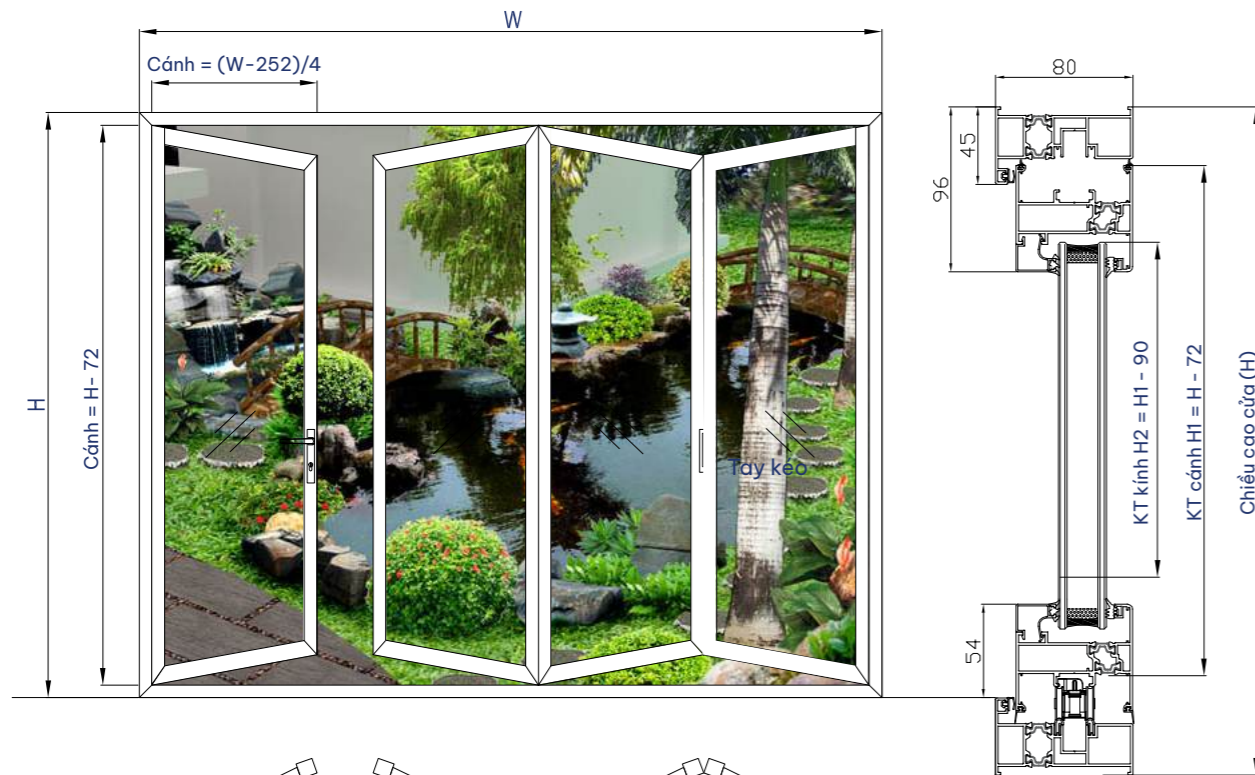 W
Cánh = (W-252)/4
H
Cánh = H- 72
Tay kéo
80
45
96
54
KT kính H2 = H1 - 90
KT cánh H1 = H - 72
Chiều cao cửa (H)